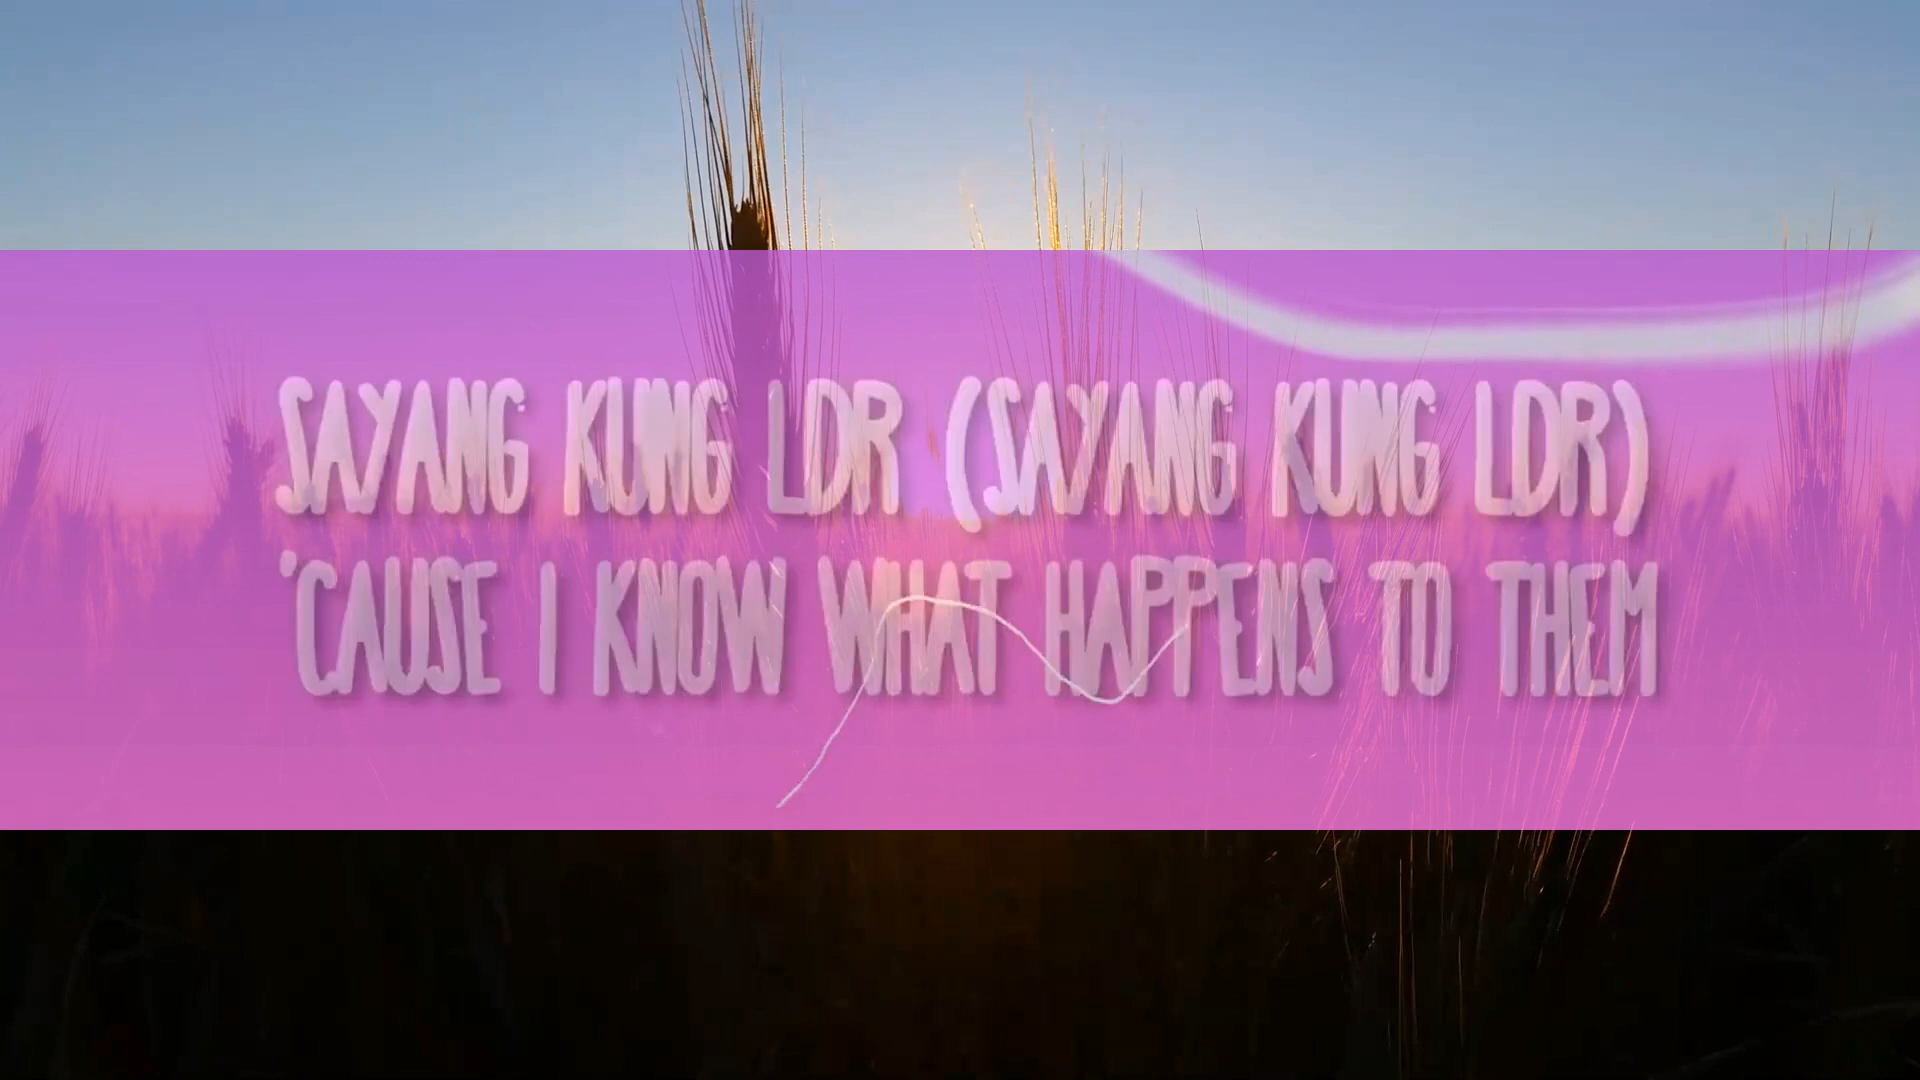 SAYANG KUNG LDR (SAYANG KUNG LDR)
'CAUSE I KNOW WHAT HAPPENS TO THEM